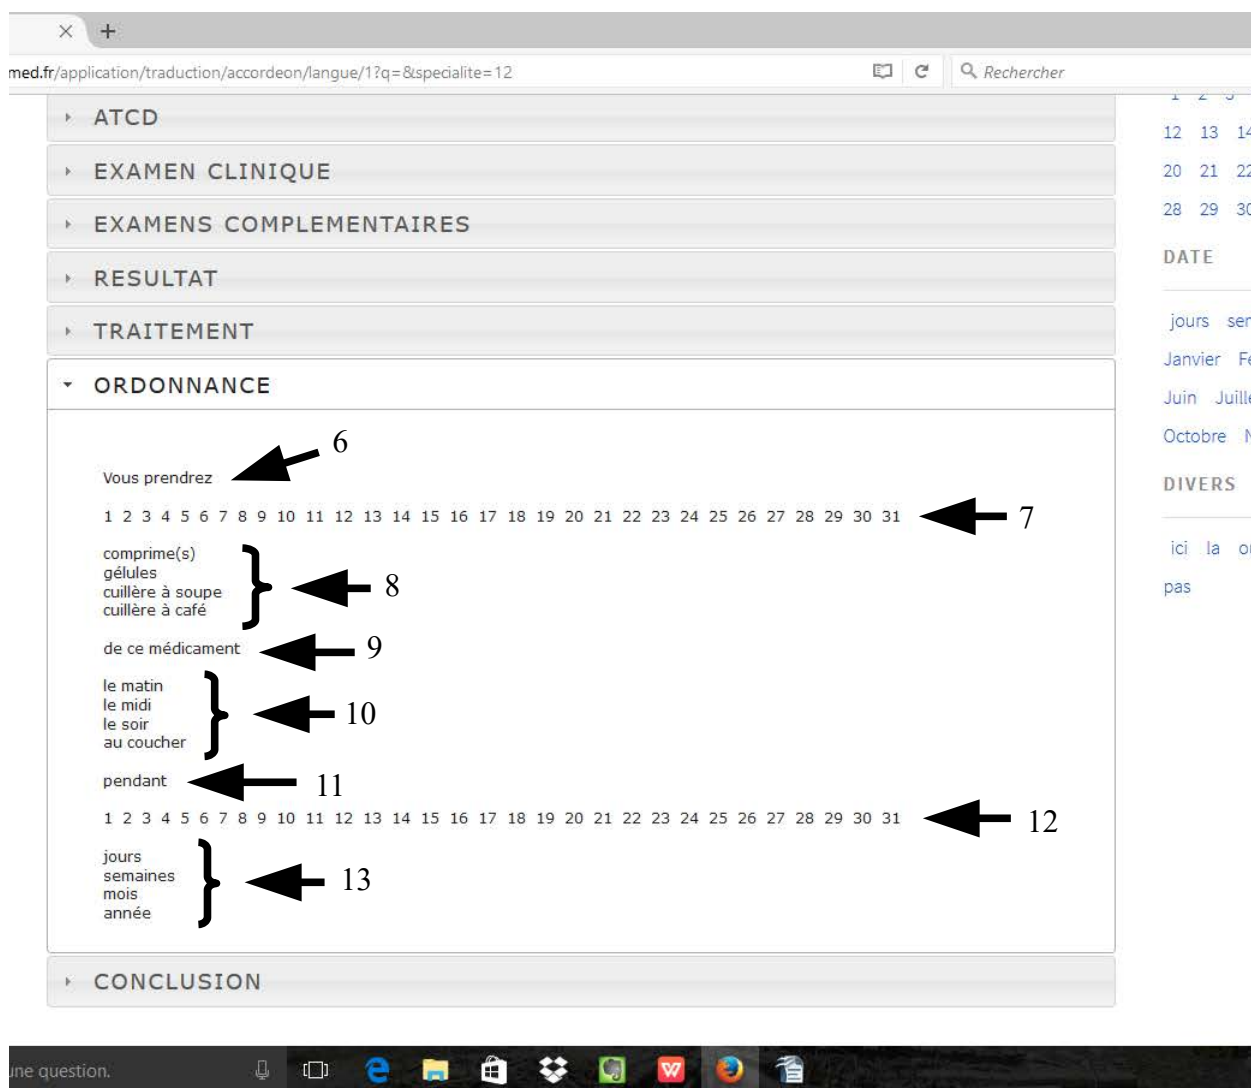 med.fr/application/traduction/accordeon/langue/1?q=&specialite=12
Rechercher
ATCD
EXAMEN CLINIQUE
EXAMENS COMPLEMENTAIRES
RESULTAT
TRAITEMENT
ORDONNANCE
6
Vous prendrez
1 2 3 4 5 6 7 8 9 10 11 12 13 14 15 16 17 18 19 20 21 22 23 24 25 26 27 28 29 30 31
7
comprime(s)
gélules
cuillère à soupe
cuillère à café
8
de ce médicament
9
le matin
le midi
le soir
au coucher
10
pendant
11
1 2 3 4 5 6 7 8 9 10 11 12 13 14 15 16 17 18 19 20 21 22 23 24 25 26 27 28 29 30 31
12
jours
semaines
mois
année
13
CONCLUSION
12 13 14
20 21 22
28 29 30
DATE
jours
Janvier
Juin
Octobre
DIVERS
ici la
pas
une question.